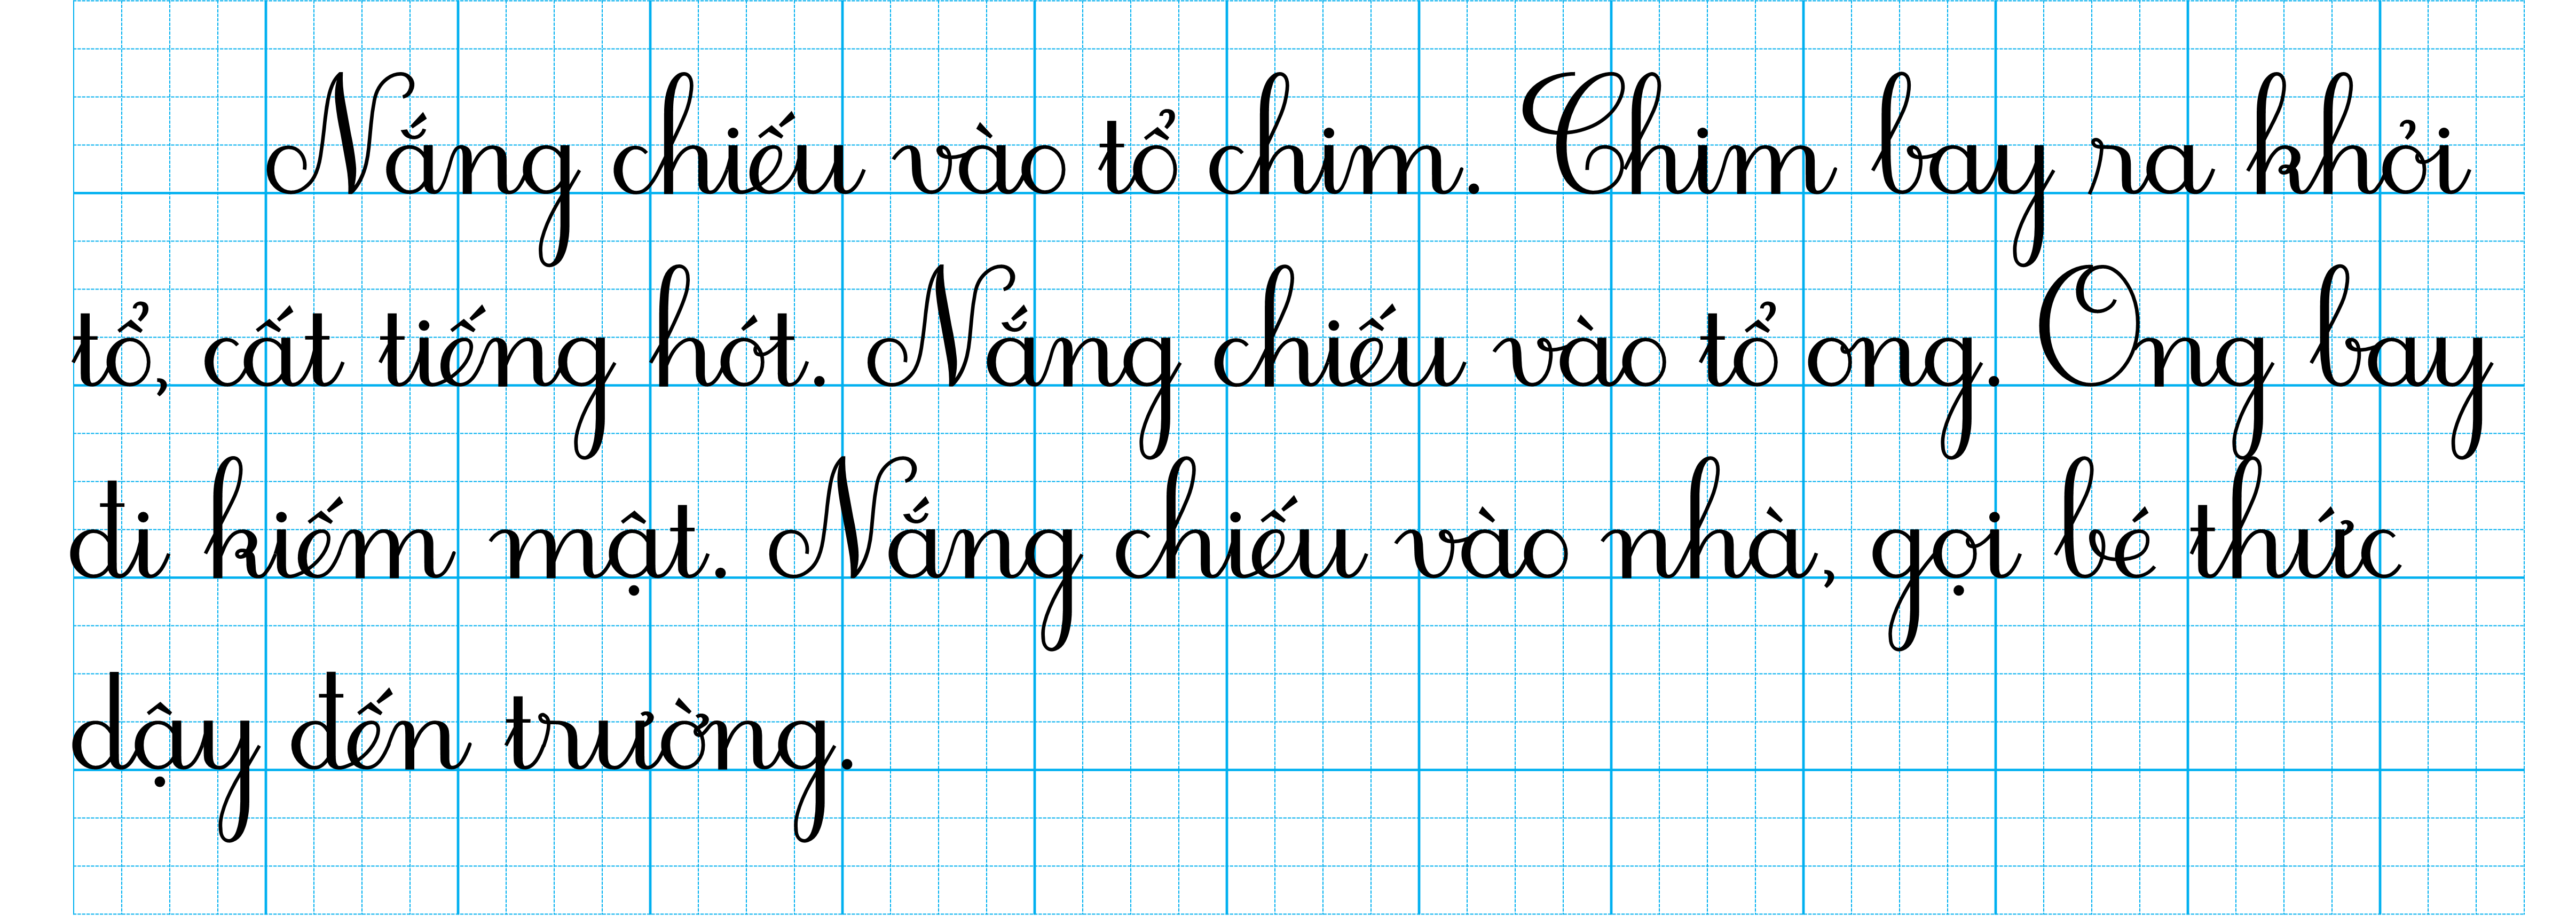 Nắng chiếu vào tổ chim. Chim bay ra khỏi
tổ, cất tiếng hót. Nắng chiếu vào tổ ong. Ong bay
đi kiếm mật. Nắng chiếu vào nhà, gọi bé thức
dậy đến trường.